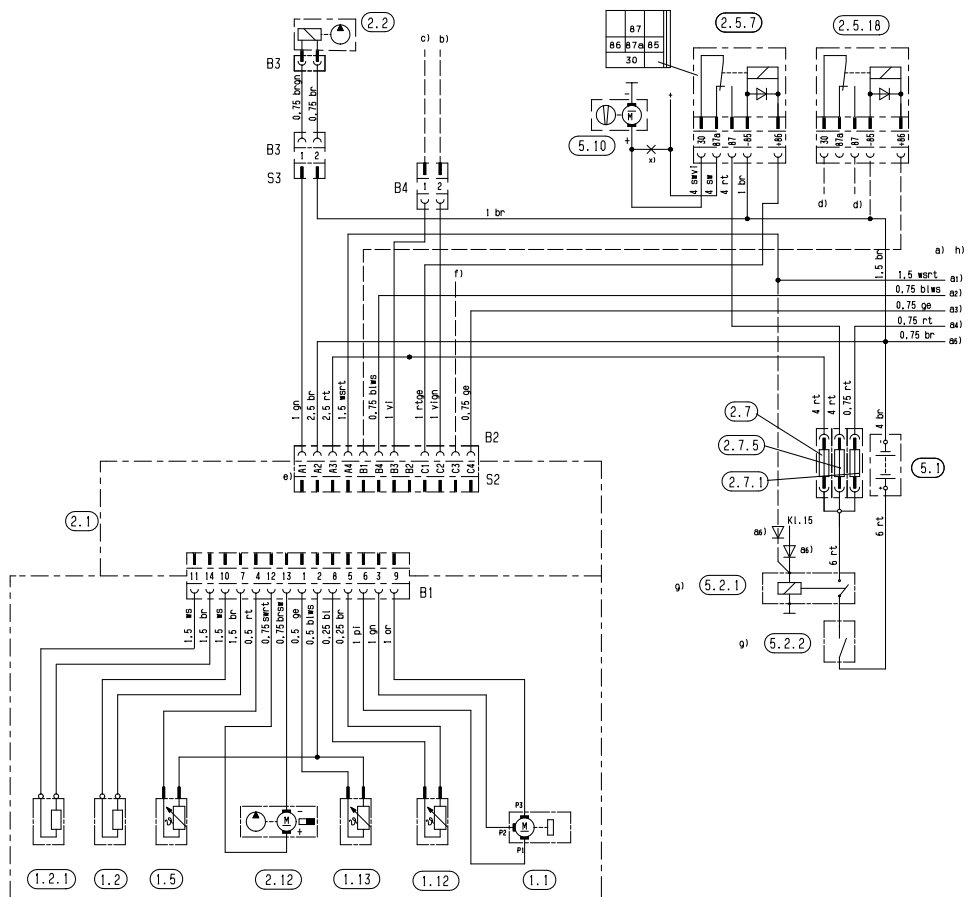 2.2
c) b)
87
86 87a 85
30
2.5.7
2.5.18
B3
0,75 brgn
0,75 br
B3
1 2
S3
B4
1 2
5.10
M
-
+
+
x)
30 87a 87 -85 +86
30 87a 87 -85 +86
4 swvi
4 sw
4 rt
1 br
d) d)
1 br
1,5 br
a) h)
f)
1,5 wsrt a1)
0,75 blws a2)
0,75 ge a3)
0,75 rt a4)
0,75 br a5)
1 gn
2,5 br
2,5 rt
1,5 wsrt
0,75 blws
1 vi
1 rtge
1 vign
0,75 ge
4 rt
4 rt
0,75 rt
4 br
B2
e) A1 A2 A3 A4 B1 B4 B3 B2 C1 C2 C3 C4
S2
2.7
2.7.5
2.7.1
-
+
5.1
2.1
Kl.15
a6)
a6)
6 rt
6 rt
11 14 10 7 4 12 13 1 2 8 5 6 3 9
B1
g) 5.2.1
g) 5.2.2
1,5 ws
1,5 br
1,5 ws
1,5 br
0,5 rt
0,75 swrt
0,75 brsw
0,5 ge
0,5 blws
0,25 bl
0,25 br
1 pi
1 gn
1 or
ϑ
M
-
+
ϑ
ϑ
P3
P2
M
P1
1.2.1
1.2
1.5
2.12
1.13
1.12
1.1